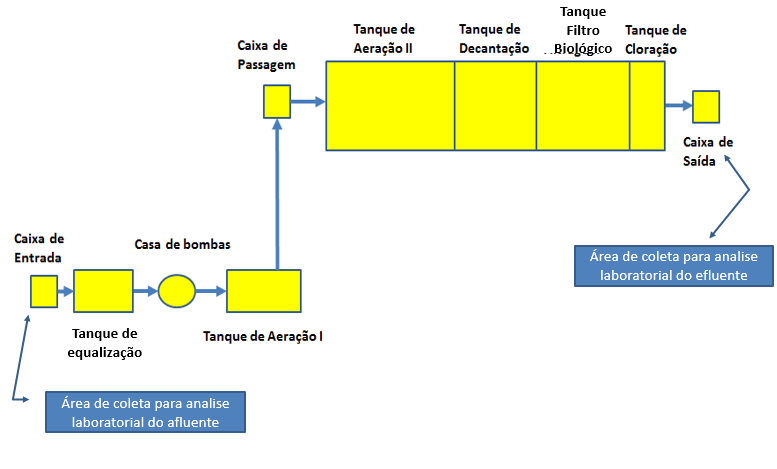 Tanque de
Aeração II
Tanque de
Decantação
Tanque
Filtro
Biológico
Tanque de
Cloração
Caixa de
Passagem
Caixa de
Saída
Caixa de
Entrada
Casa de bombas
Área de coleta para analise
laboratorial do efluente
Tanque de
equalização
Tanque de Aeração I
Área de coleta para analise
laboratorial do afluente